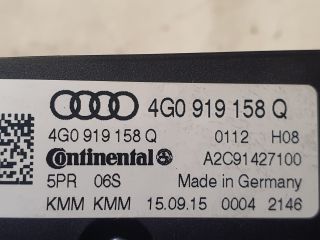 4G0 919 158 Q
4G0 919 158 Q 0112 H08
Continental A2C91427100
5PR 06S Made in Germany
KMM KMM 15.09.15 0004 2146